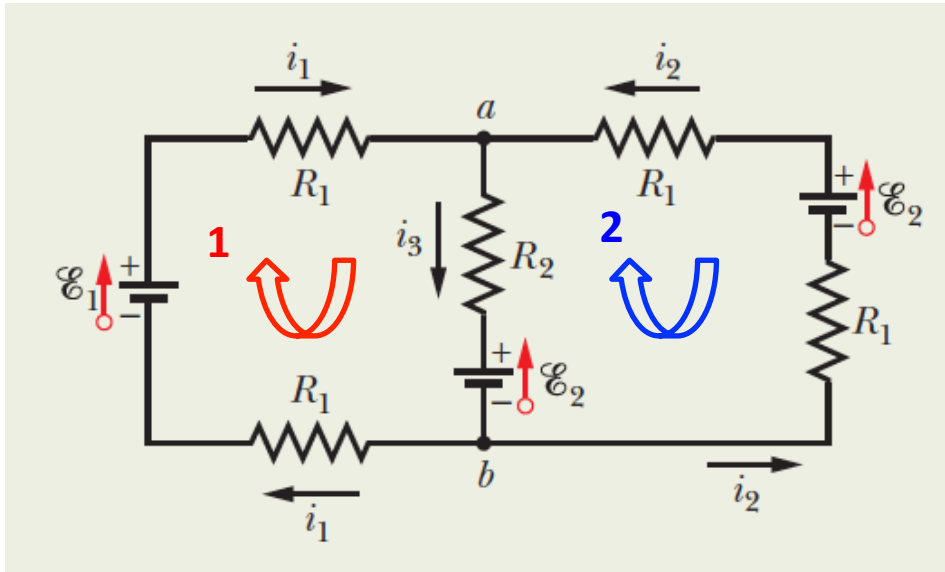 i₁
i₂
a
R₁
R₁
1
i₃
R₂
2
+
ℰ₂
−
ℰ₁
+
−
R₁
+
ℰ₂
−
R₁
b
i₁
i₂